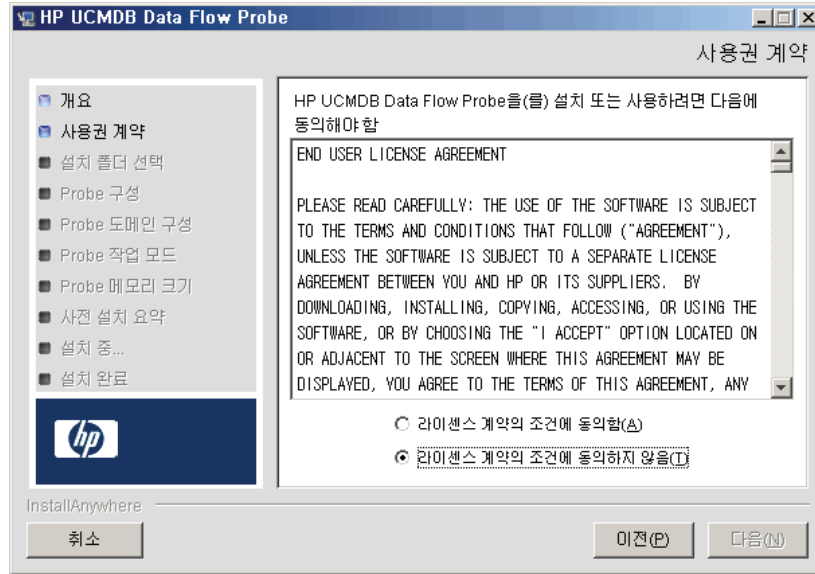 HP UCMDB Data Flow Probe
사용권 계약
개요
사용권 계약
설치 폴더 선택
Probe 구성
Probe 도메인 구성
Probe 작업 모드
Probe 메모리 크기
사전 설치 요약
설치 중...
설치 완료
hp
HP UCMDB Data Flow Probe을(를) 설치 또는 사용하려면 다음에
동의해야 함
END USER LICENSE AGREEMENT
PLEASE READ CAREFULLY: THE USE OF THE SOFTWARE IS SUBJECT
TO THE TERMS AND CONDITIONS THAT FOLLOW ("AGREEMENT"),
UNLESS THE SOFTWARE IS SUBJECT TO A SEPARATE LICENSE
AGREEMENT BETWEEN YOU AND HP OR ITS SUPPLIERS.  BY
DOWNLOADING, INSTALLING, COPYING, ACCESSING, OR USING THE
SOFTWARE, OR BY CHOOSING THE "I ACCEPT" OPTION LOCATED ON
OR ADJACENT TO THE SCREEN WHERE THIS AGREEMENT MAY BE
DISPLAYED, YOU AGREE TO THE TERMS OF THIS AGREEMENT, ANY
라이센스 계약의 조건에 동의함(A)
라이센스 계약의 조건에 동의하지 않음(T)
InstallAnywhere
취소
이전(P)
다음(N)